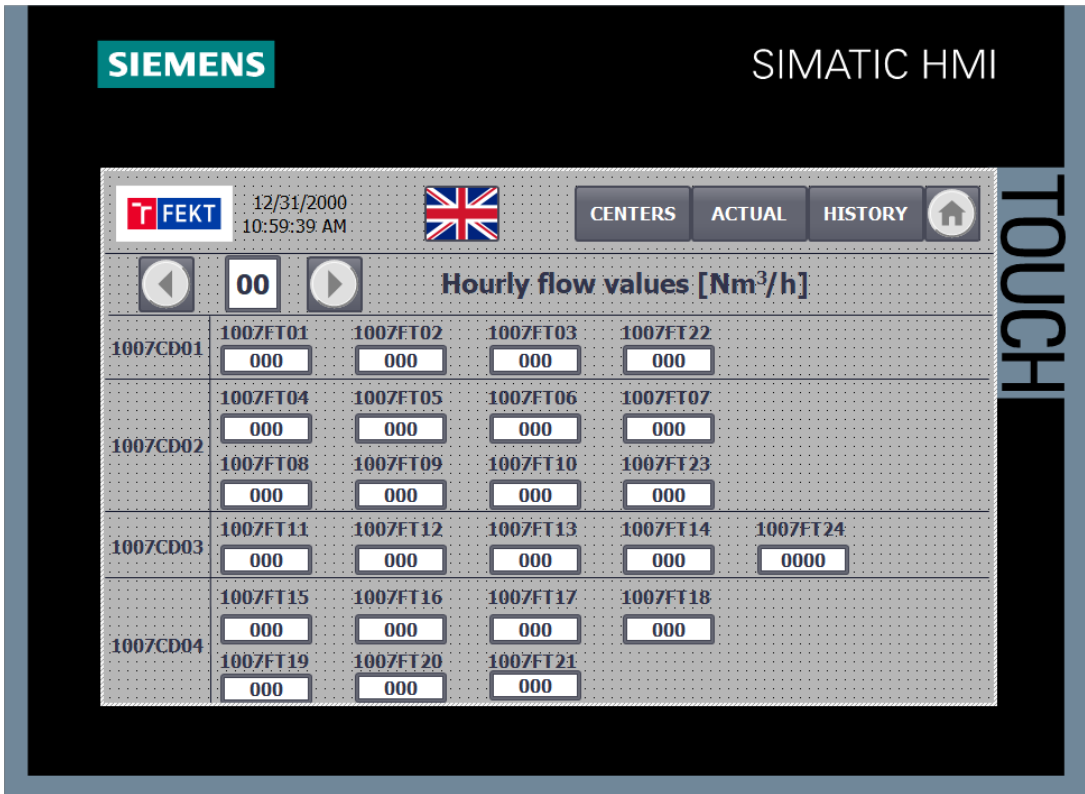 SIEMENS
SIMATIC HMI
TOUCH
T FEKT
12/31/2000
10:59:39 AM
CENTERS
ACTUAL
HISTORY
00
Hourly flow values [Nm³/h]
1007CD01
1007FT01 1007FT02 1007FT03 1007FT22
000 000 000 000
1007CD02
1007FT04 1007FT05 1007FT06 1007FT07
000 000 000 000
1007FT08 1007FT09 1007FT10 1007FT23
000 000 000 000
1007CD03
1007FT11 1007FT12 1007FT13 1007FT14 1007FT24
000 000 000 000 0000
1007CD04
1007FT15 1007FT16 1007FT17 1007FT18
000 000 000 000
1007FT19 1007FT20 1007FT21
000 000 000